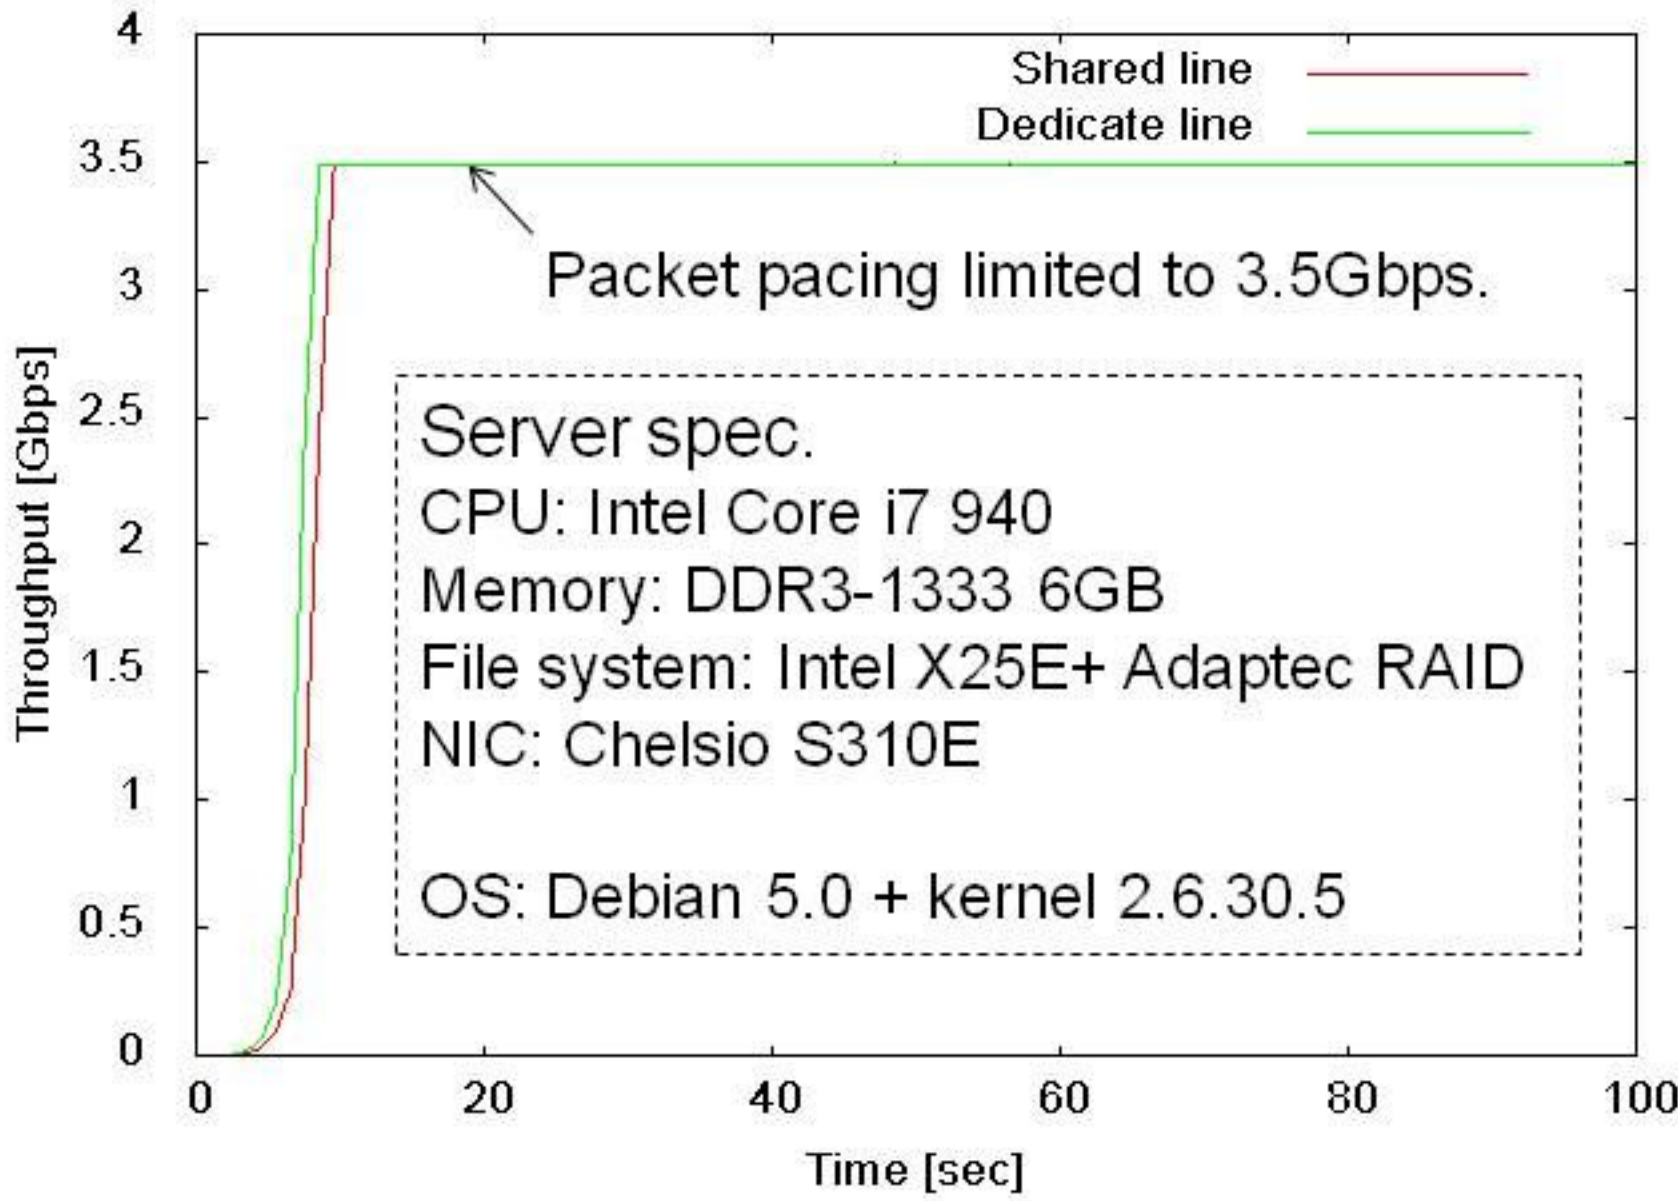 4
3.5
3
2.5
2
1.5
1
0.5
0
Throughput [Gbps]
Shared line
Dedicate line
Packet pacing limited to 3.5Gbps.
Server spec.
CPU: Intel Core i7 940
Memory: DDR3-1333 6GB
File system: Intel X25E+ Adaptec RAID
NIC: Chelsio S310E
OS: Debian 5.0 + kernel 2.6.30.5
0 20 40 60 80 100
Time [sec]